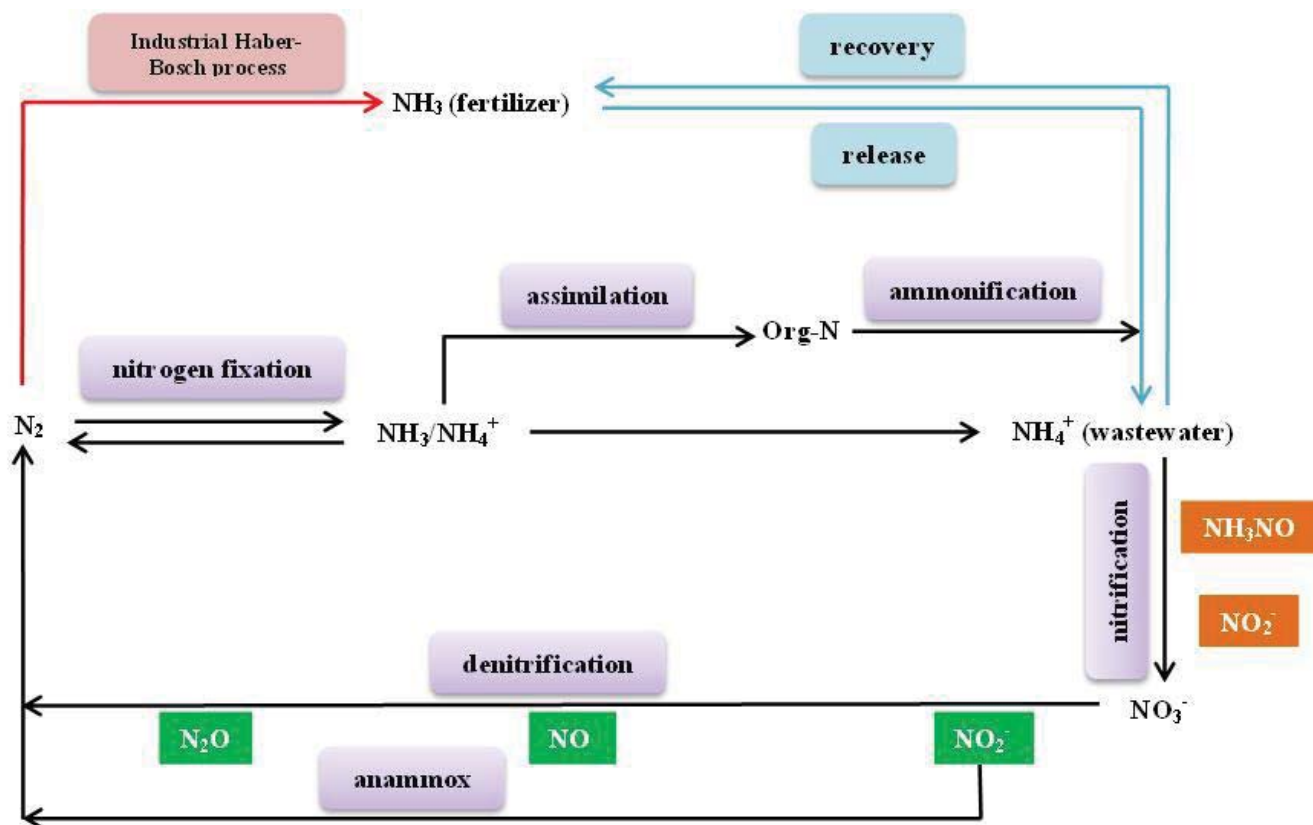 Industrial Haber-
Bosch process
recovery
NH₃ (fertilizer)
release
assimilation
ammonification
Org-N
nitrogen fixation
N₂
NH₃/NH₄⁺
NH₄⁺ (wastewater)
nitrification
NH₃NO
NO₂⁻
denitrification
NO₃⁻
N₂O
NO
NO₂⁻
anammox